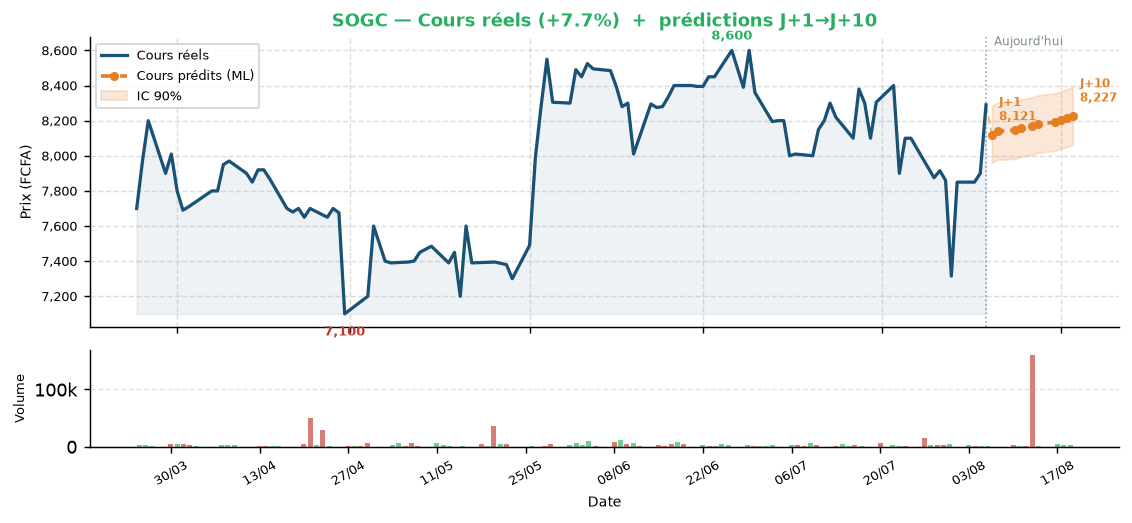 SOGC — Cours réels (+7.7%)  +  prédictions J+1→J+10
8,600
Aujourd'hui
Cours réels
Cours prédits (ML)
IC 90%
J+1
8,121
J+10
8,227
7,100
Prix (FCFA)
8,600
8,400
8,200
8,000
7,800
7,600
7,400
7,200
Volume
100k
0
30/03
13/04
27/04
11/05
25/05
08/06
22/06
06/07
20/07
03/08
17/08
Date